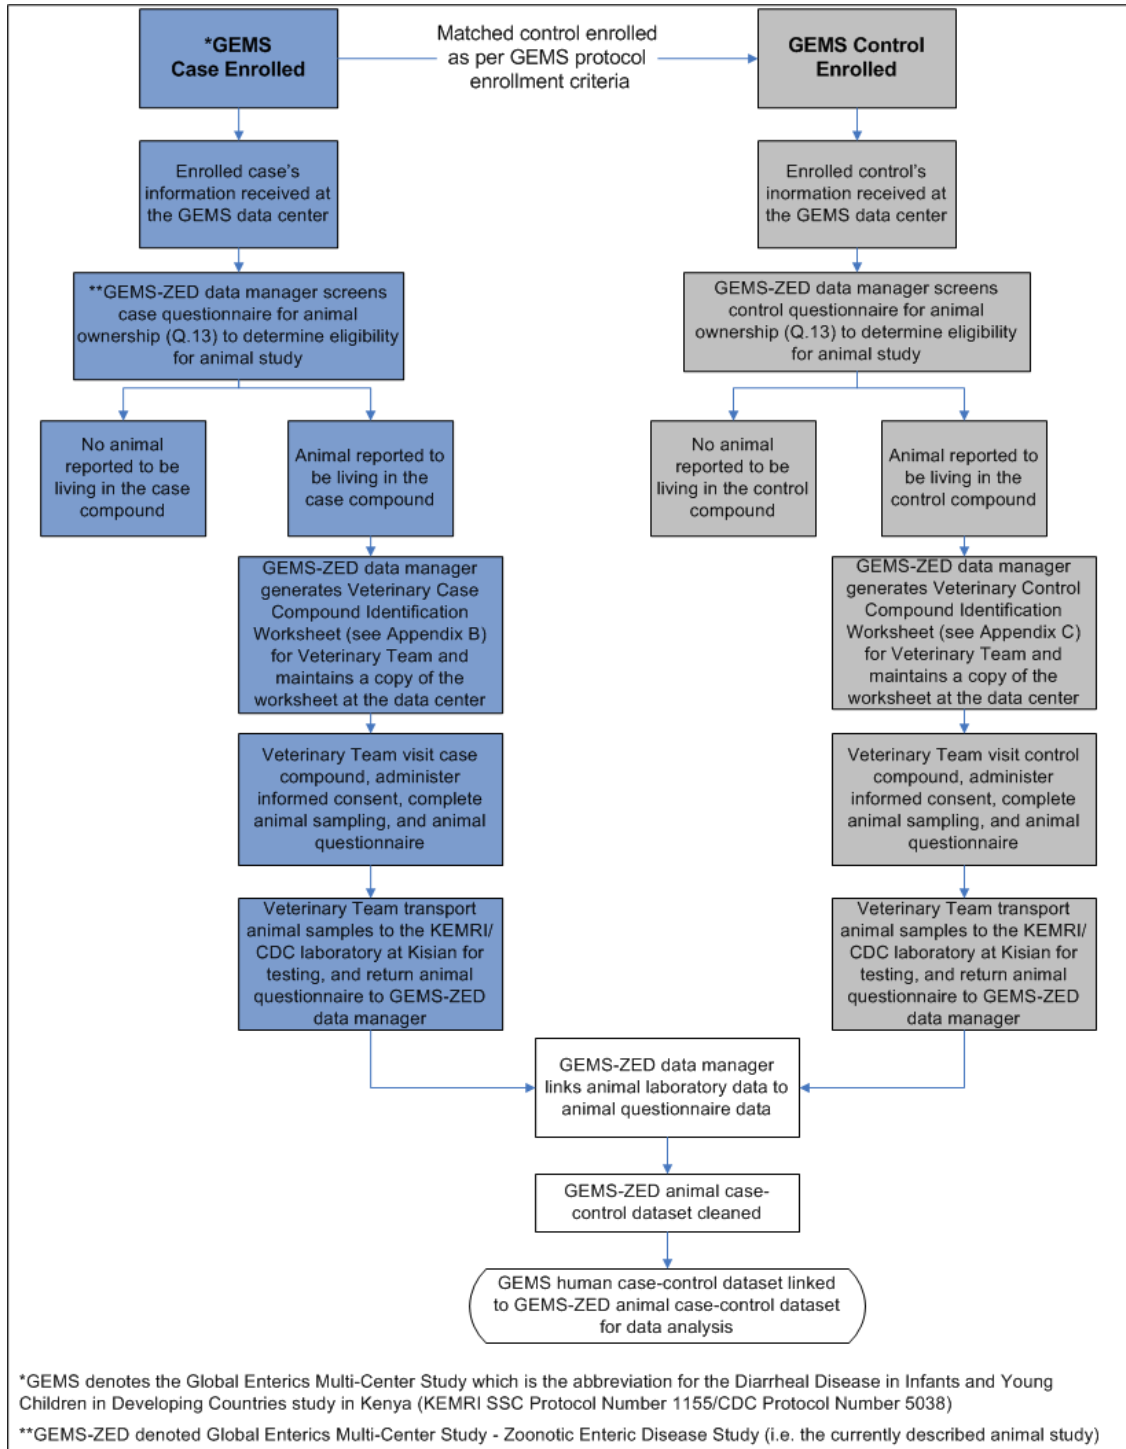 *GEMS
Case Enrolled
Matched control enrolled
as per GEMS protocol
enrollment criteria
GEMS Control
Enrolled
Enrolled case's
information received at
the GEMS data center
Enrolled control's
inormation received at
the GEMS data center
**GEMS-ZED data manager screens
case questionnaire for animal
ownership (Q.13) to determine eligibility
for animal study
GEMS-ZED data manager screens
control questionnaire for animal
ownership (Q.13) to determine eligibility
for animal study
No animal
reported to be
living in the case
compound
Animal reported to
be living in the
case compound
No animal
reported to be
living in the control
compound
Animal reported to
be living in the
control compound
GEMS-ZED data manager
generates Veterinary Case
Compound Identification
Worksheet (see Appendix B)
for Veterinary Team and
maintains a copy of the
worksheet at the data center
GEMS-ZED data manager
generates Veterinary Control
Compound Identification
Worksheet (see Appendix C)
for Veterinary Team and
maintains a copy of the
worksheet at the data center
Veterinary Team visit case
compound, administer
informed consent, complete
animal sampling, and animal
questionnaire
Veterinary Team visit control
compound, administer
informed consent, complete
animal sampling, and animal
questionnaire
Veterinary Team transport
animal samples to the KEMRI/
CDC laboratory at Kisian for
testing, and return animal
questionnaire to GEMS-ZED
data manager
Veterinary Team transport
animal samples to the KEMRI/
CDC laboratory at Kisian for
testing, and return animal
questionnaire to GEMS-ZED
data manager
GEMS-ZED data manager
links animal laboratory data to
animal questionnaire data
GEMS-ZED animal case-
control dataset cleaned
GEMS human case-control dataset linked
to GEMS-ZED animal case-control dataset
for data analysis
*GEMS denotes the Global Enterics Multi-Center Study which is the abbreviation for the Diarrheal Disease in Infants and Young
Children in Developing Countries study in Kenya (KEMRI SSC Protocol Number 1155/CDC Protocol Number 5038)
**GEMS-ZED denoted Global Enterics Multi-Center Study - Zoonotic Enteric Disease Study (i.e. the currently described animal study)